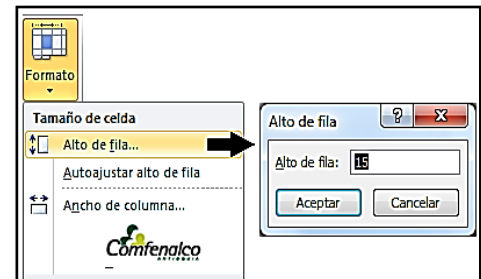 Formato
Tamaño de celda
Alto de fila...
Autoajustar alto de fila
Ancho de columna...
Comfenalco
ANTIOQUIA
Alto de fila
?
X
Alto de fila:
15
Aceptar
Cancelar